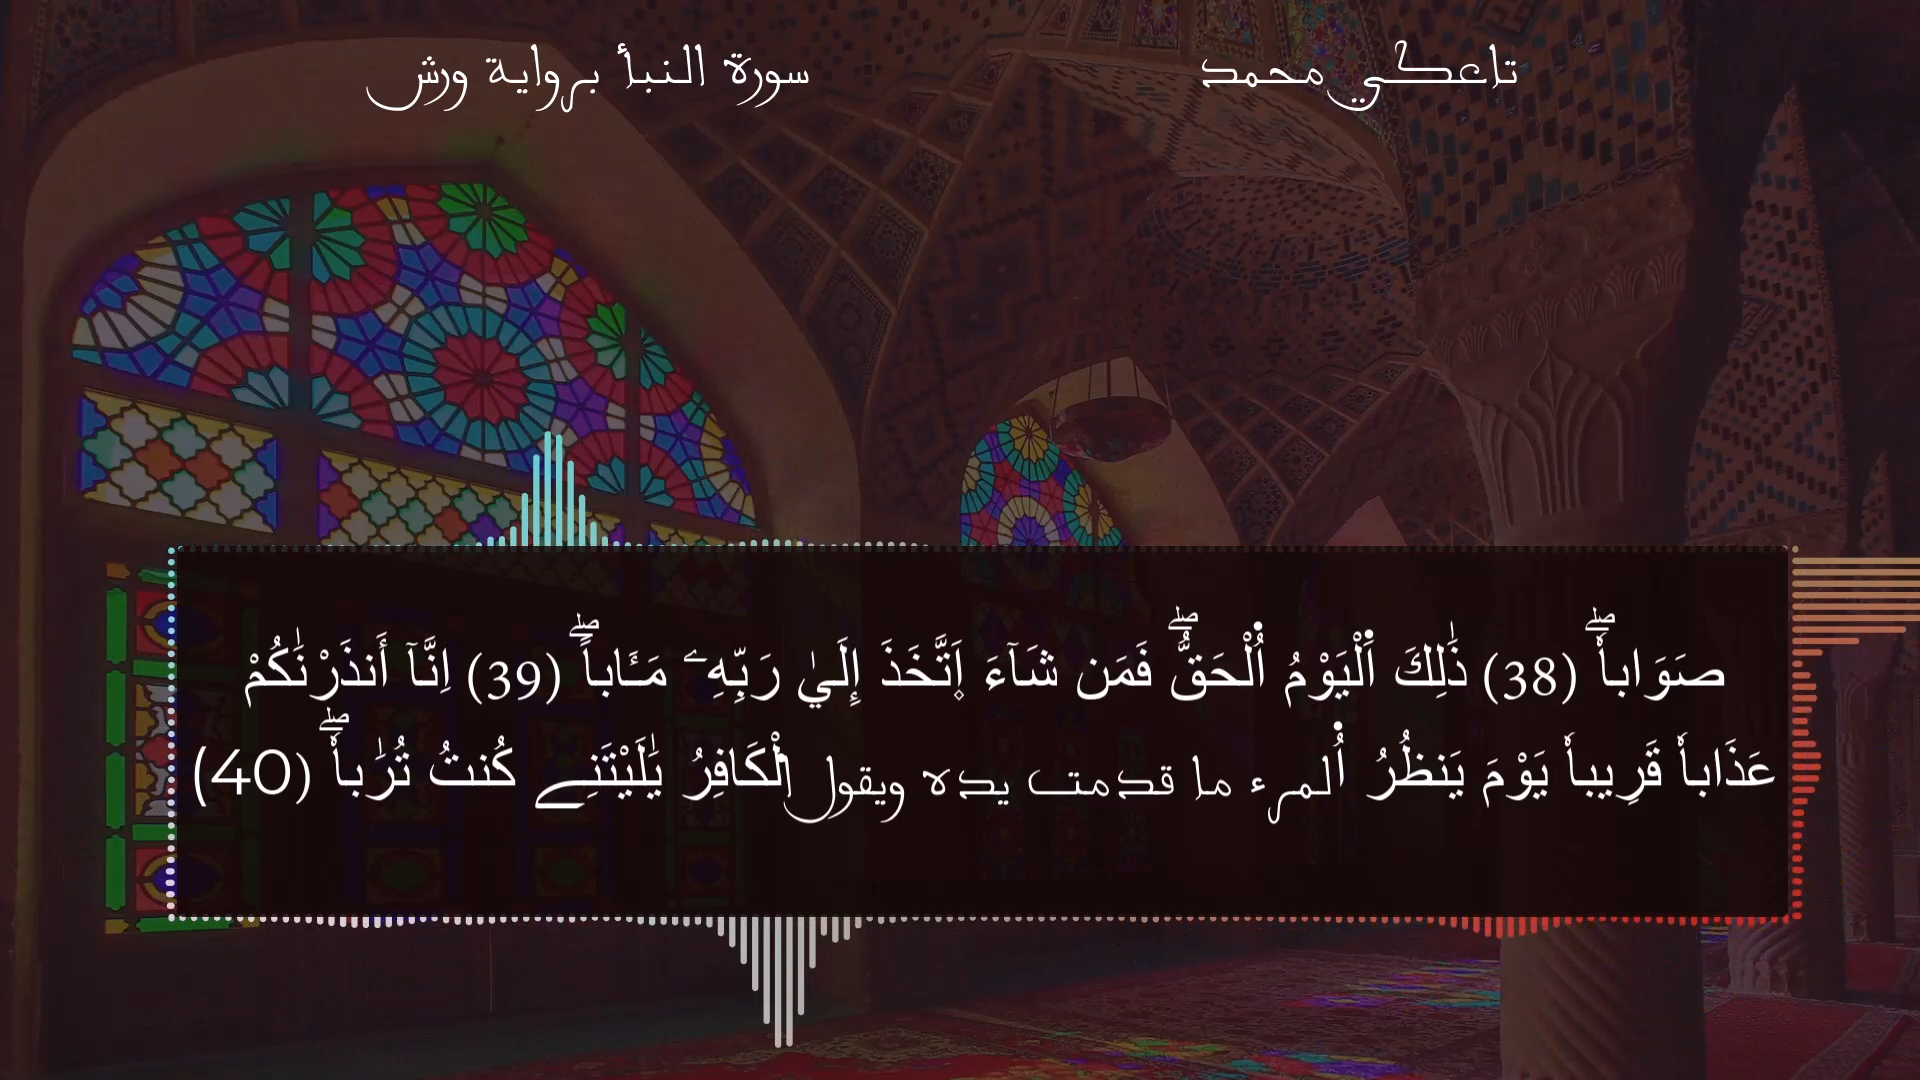 تاعكي محمد
سورة النبأ برواية ورش
صَوَاباٗۖ (38) ذَٰلِكَ اَ۬لْيَوْمُ اُ۬لْحَقُّۖ فَمَن شَآءَ اَ۪تَّخَذَ إِلَيٰ رَبِّهِۦ مَـَٔاباًۖ (39) اِنَّآ أَنذَرْنَٰكُمْ
عَذَاباٗ قَرِيباٗ يَوْمَ يَنظُرُ اُ۬لمرء ما قدمت يده ويقول اَ۬لْكَافِرُ يَٰلَيْتَنِے كُنتُ تُرَٰباٗۖ (40)